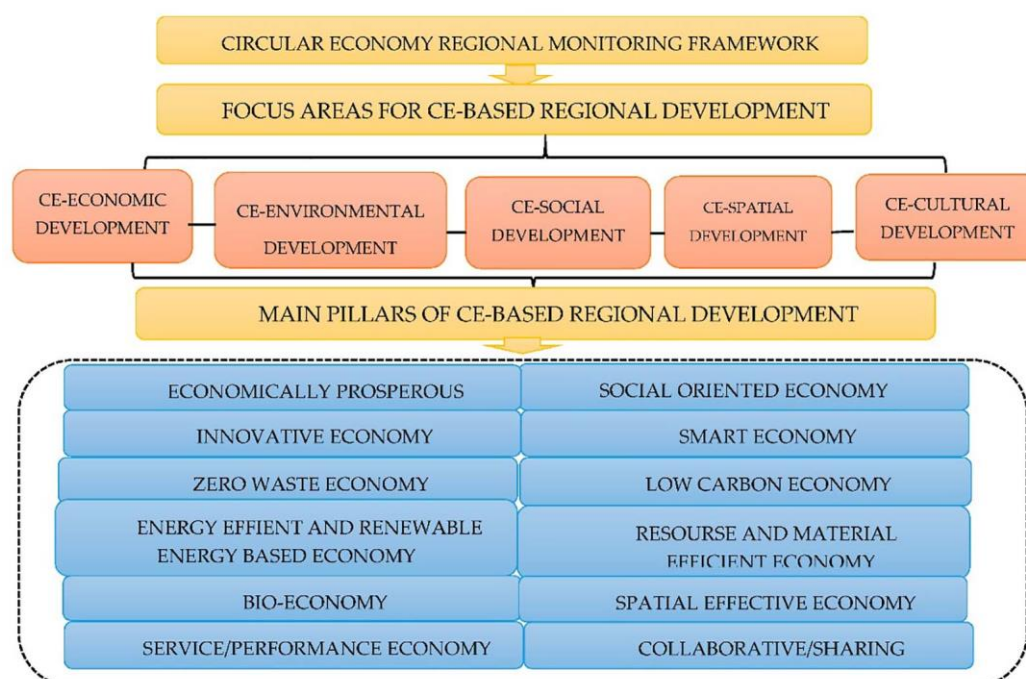 CIRCULAR ECONOMY REGIONAL MONITORING FRAMEWORK
FOCUS AREAS FOR CE-BASED REGIONAL DEVELOPMENT
CE-ECONOMIC
DEVELOPMENT
CE-ENVIRONMENTAL
DEVELOPMENT
CE-SOCIAL
DEVELOPMENT
CE-SPATIAL
DEVELOPMENT
CE-CULTURAL
DEVELOPMENT
MAIN PILLARS OF CE-BASED REGIONAL DEVELOPMENT
ECONOMICALLY PROSPEROUS
SOCIAL ORIENTED ECONOMY
INNOVATIVE ECONOMY
SMART ECONOMY
ZERO WASTE ECONOMY
LOW CARBON ECONOMY
ENERGY EFFIENT AND RENEWABLE
ENERGY BASED ECONOMY
RESOURSE AND MATERIAL
EFFICIENT ECONOMY
BIO-ECONOMY
SPATIAL EFFECTIVE ECONOMY
SERVICE/PERFORMANCE ECONOMY
COLLABORATIVE/SHARING